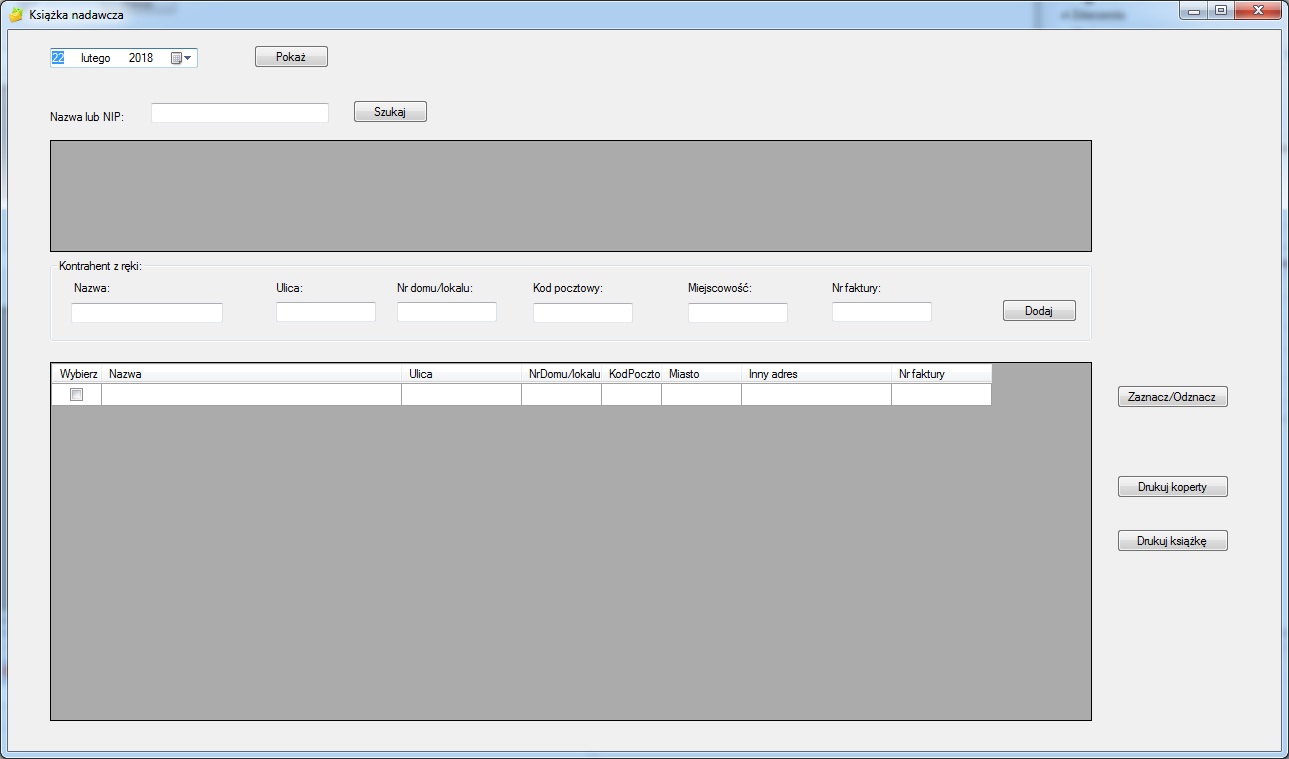 Książka nadawcza
22 lutego 2018 Pokaż
Nazwa lub NIP: Szukaj
Kontrahent z ręki:
Nazwa: Ulica: Nr domu/lokalu: Kod pocztowy: Miejscowość: Nr faktury:
Dodaj
Wybierz Nazwa Ulica NrDomu/lokalu KodPoczto Miasto Inny adres Nr faktury
Zaznacz/Odznacz
Drukuj koperty
Drukuj książkę